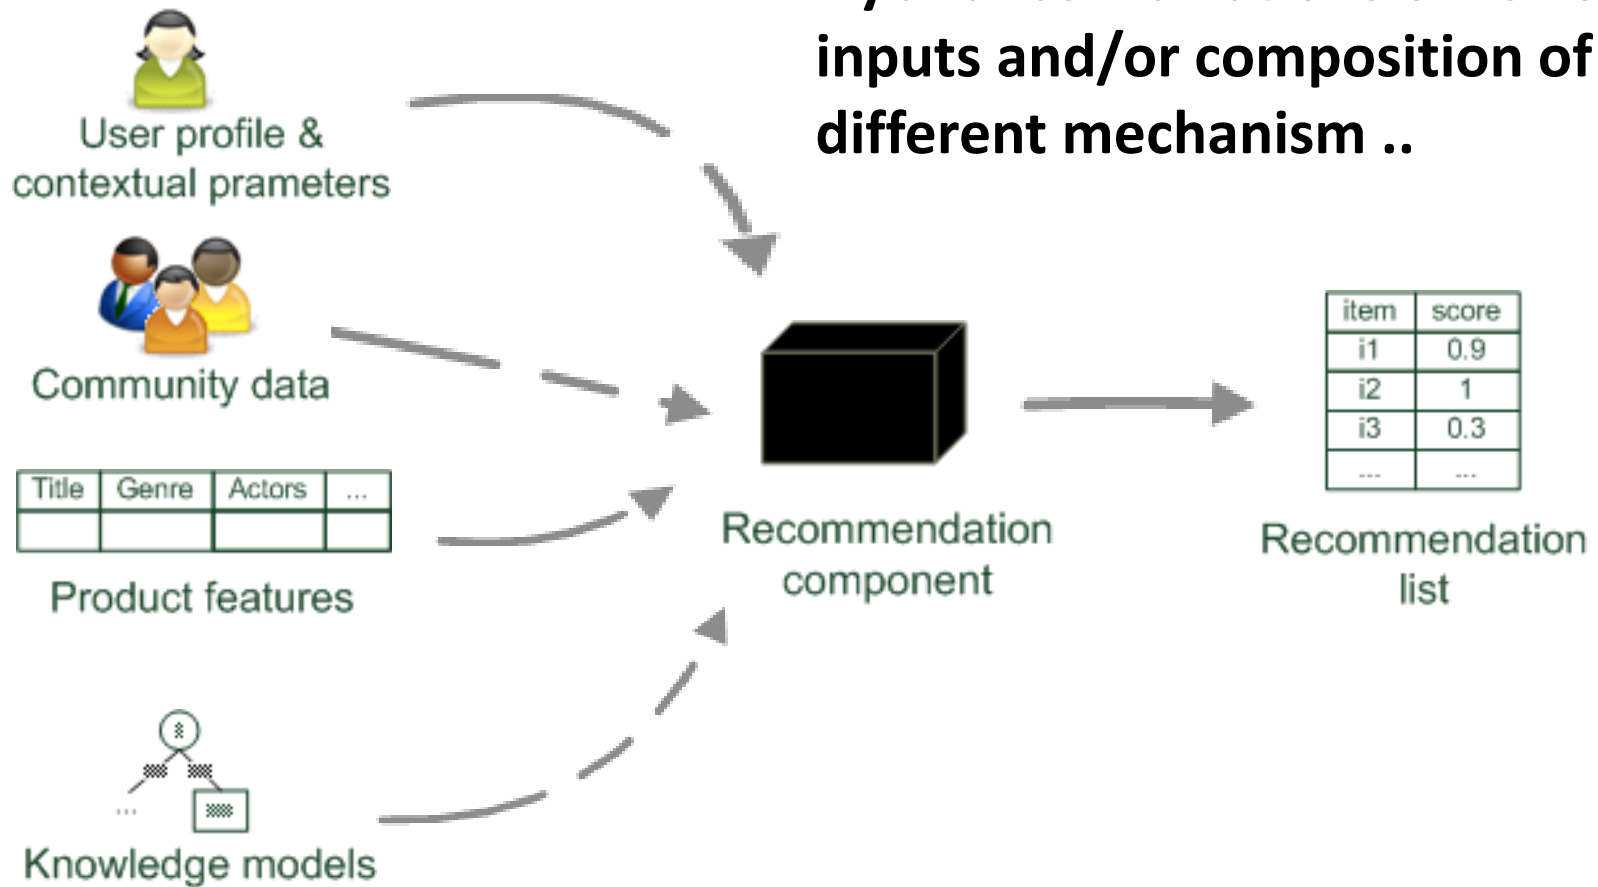 inputs and/or composition of
different mechanism ..
User profile &
contextual prameters
Community data
Title Genre Actors ...
Product features
Knowledge models
...
Recommendation
component
item score
i1 0.9
i2 1
i3 0.3
... ...
Recommendation
list